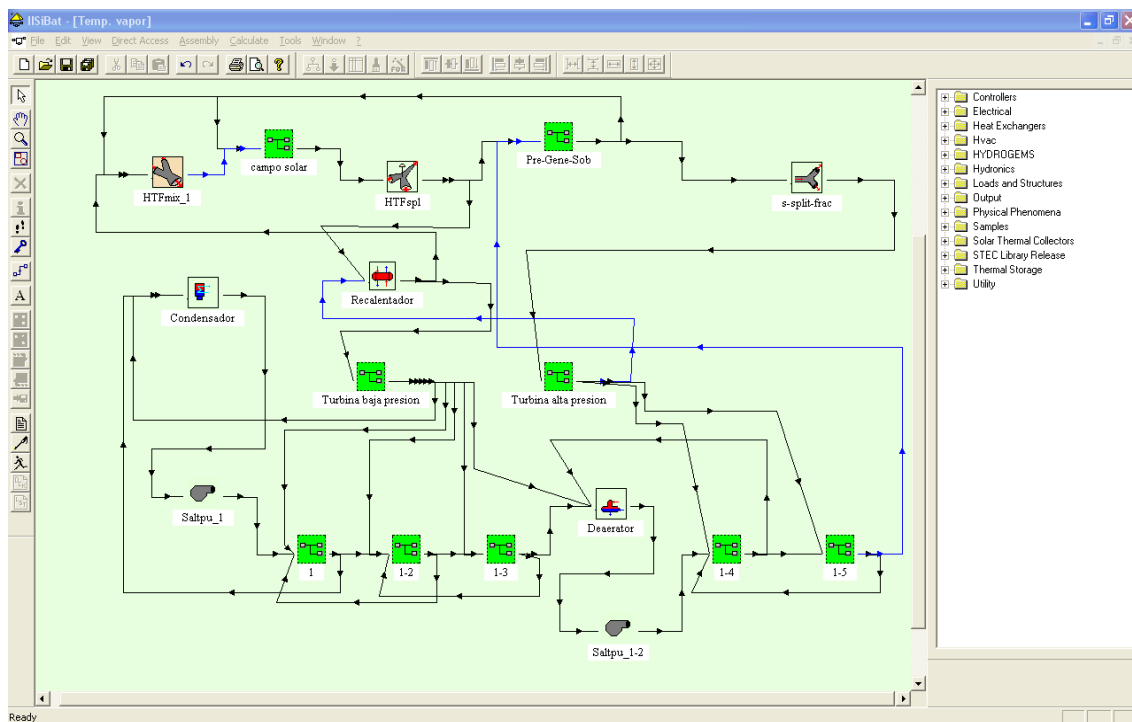 IISiBat - [Temp. vapor]
File Edit View Direct Access Assembly Calculate Tools Window ?
FOR
A
Controllers
Electrical
Heat Exchangers
Hvac
HYDROGEMS
Hydronics
Loads and Structures
Output
Physical Phenomena
Samples
Solar Thermal Collectors
STEC Library Release
Thermal Storage
Utility
campo solar
Pre-Gene-Sob
HTFmix_1
HTFspl
s-split-frac
Recalentador
Condensador
Turbina baja presion
Turbina alta presion
Saltpu_1
Deaerator
1
1-2
1-3
1-4
1-5
Saltpu_1-2
Ready